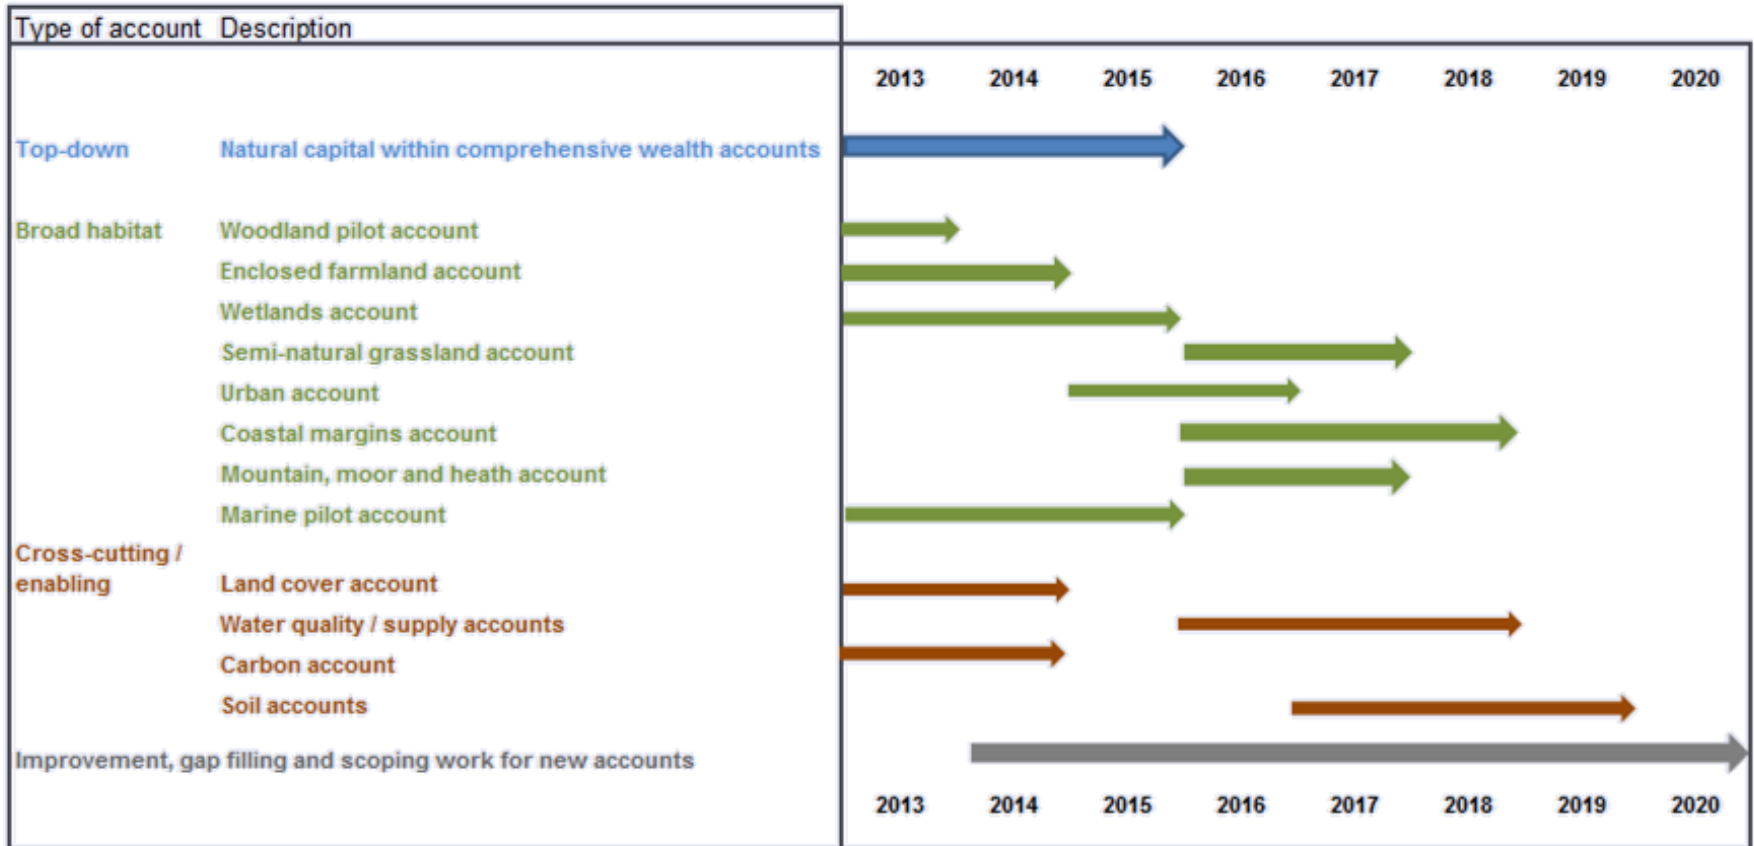 Type of account Description
2013 2014 2015 2016 2017 2018 2019 2020
Top-down Natural capital within comprehensive wealth accounts
Broad habitat Woodland pilot account
Enclosed farmland account
Wetlands account
Semi-natural grassland account
Urban account
Coastal margins account
Mountain, moor and heath account
Marine pilot account
Cross-cutting /
enabling Land cover account
Water quality / supply accounts
Carbon account
Soil accounts
Improvement, gap filling and scoping work for new accounts
2013 2014 2015 2016 2017 2018 2019 2020